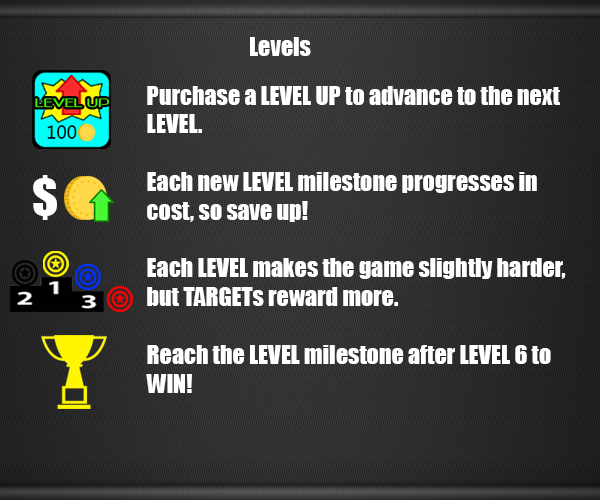 Levels
LEVEL UP
100
Purchase a LEVEL UP to advance to the next
LEVEL.
$
Each new LEVEL milestone progresses in
cost, so save up!
2 1 3
Each LEVEL makes the game slightly harder,
but TARGETs reward more.
Reach the LEVEL milestone after LEVEL 6 to
WIN!